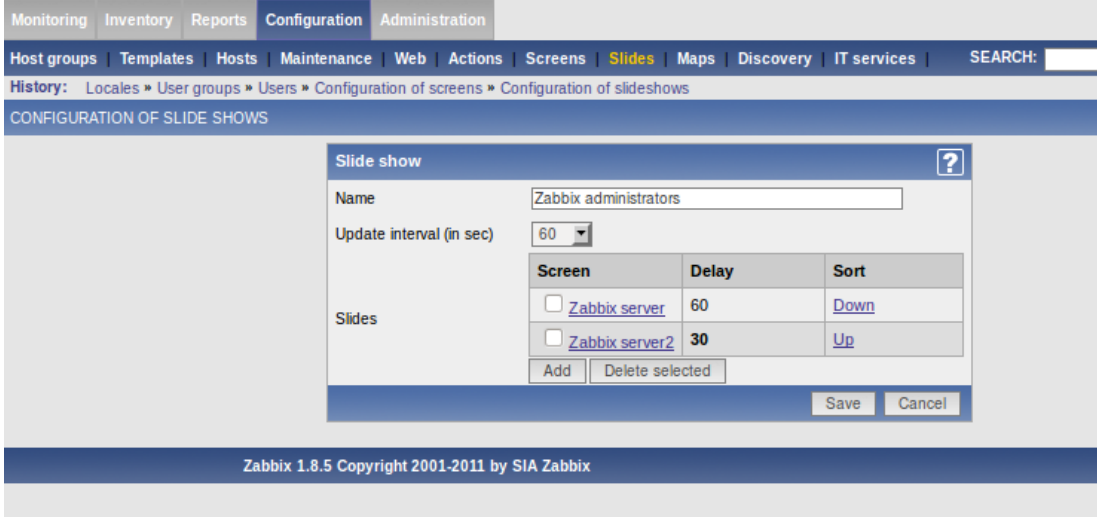 Monitoring Inventory Reports Configuration Administration
Host groups | Templates | Hosts | Maintenance | Web | Actions | Screens | Slides | Maps | Discovery | IT services | SEARCH:
History: Locales » User groups » Users » Configuration of screens » Configuration of slideshows
CONFIGURATION OF SLIDE SHOWS
Slide show ?
Name Zabbix administrators
Update interval (in sec) 60
Screen Delay Sort
Slides
Zabbix server 60 Down
Zabbix server2 30 Up
Add Delete selected
Save Cancel
Zabbix 1.8.5 Copyright 2001-2011 by SIA Zabbix